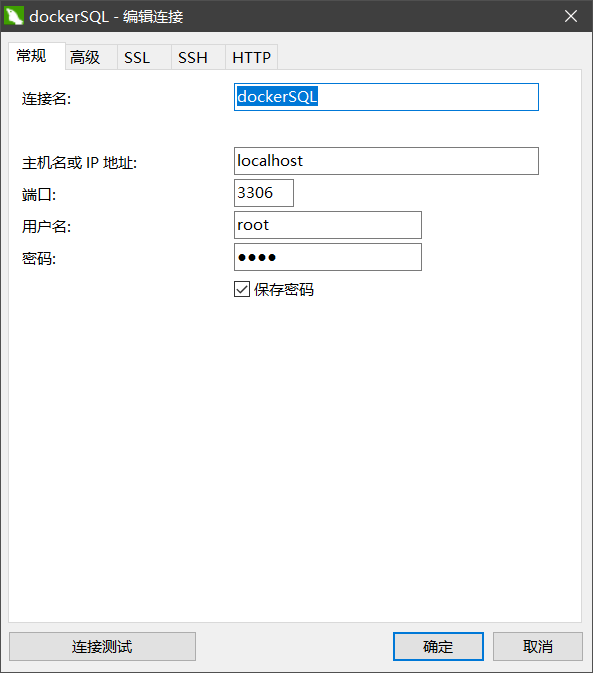 dockerSQL - 编辑连接
常规 高级 SSL SSH HTTP
连接名: dockerSQL
主机名或 IP 地址: localhost
端口: 3306
用户名: root
密码: ●●●●
保存密码
连接测试 确定 取消